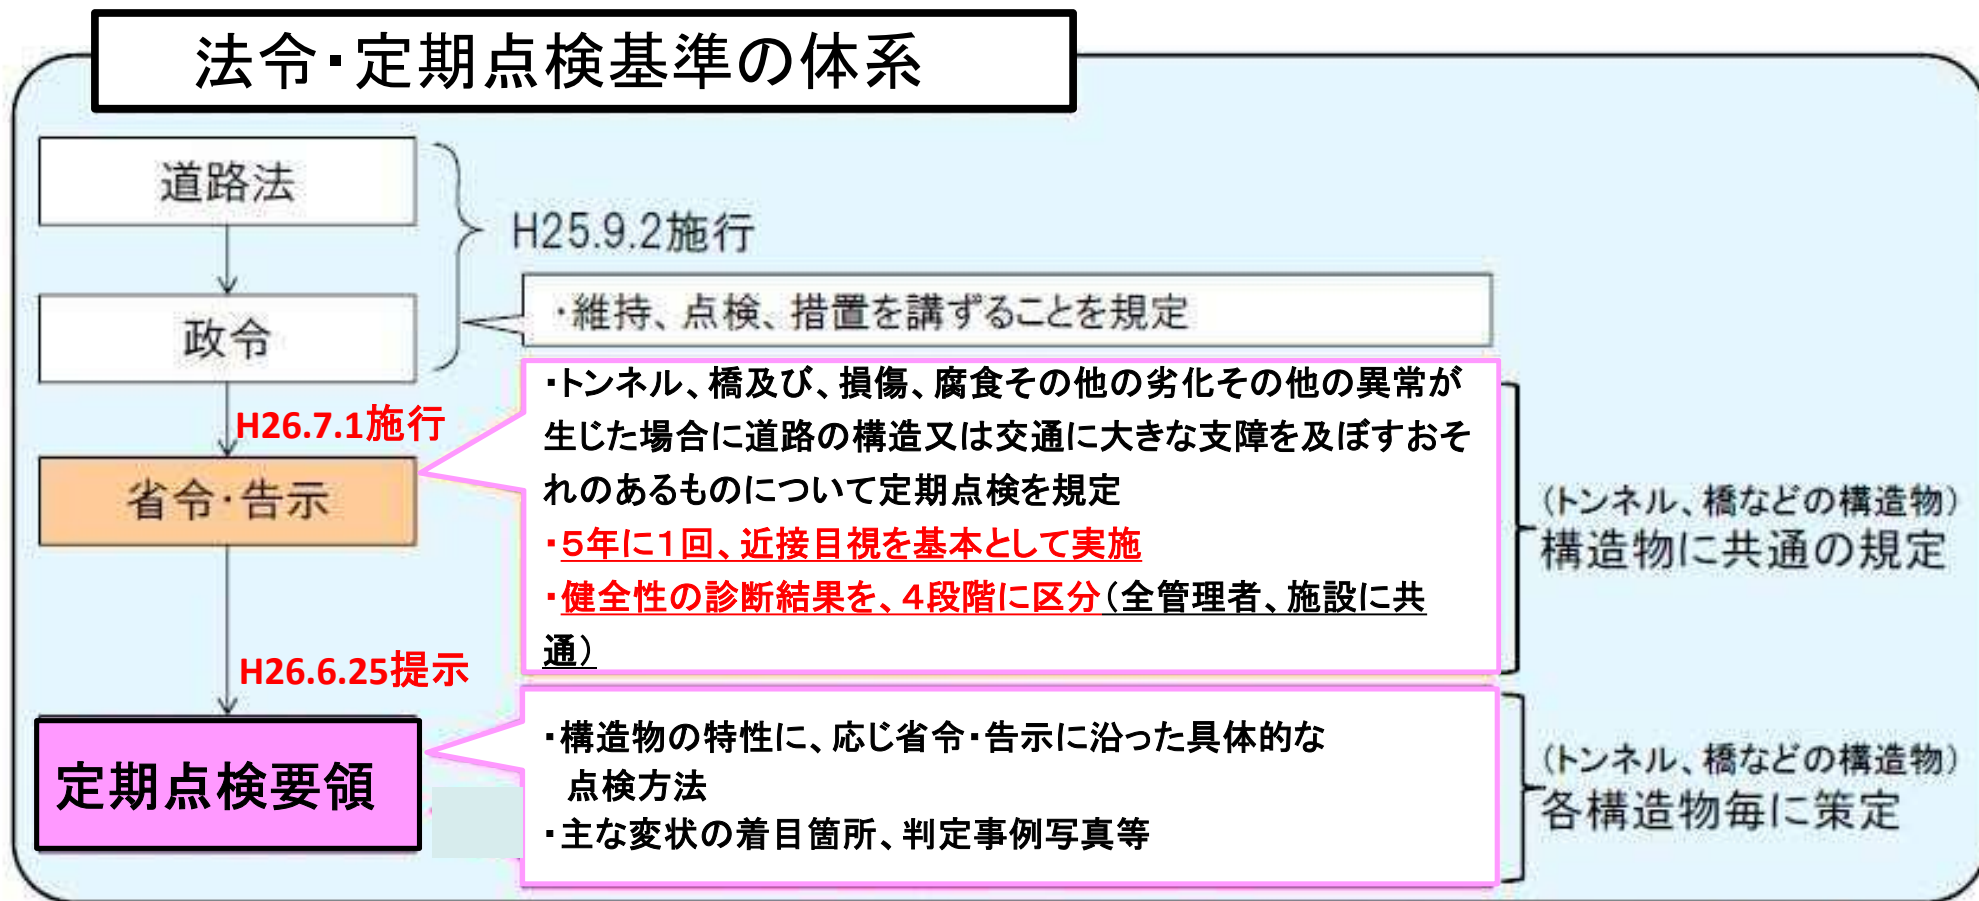 法令・定期点検基準の体系
道路法
H25.9.2施行
政令
・維持、点検、措置を講ずることを規定
H26.7.1施行
省令・告示
・トンネル、橋及び、損傷、腐食その他の劣化その他の異常が
生じた場合に道路の構造又は交通に大きな支障を及ぼすおそ
れのあるものについて定期点検を規定
・５年に１回、近接目視を基本として実施
・健全性の診断結果を、４段階に区分（全管理者、施設に共
通）
(トンネル、橋などの構造物)
構造物に共通の規定
H26.6.25提示
定期点検要領
・構造物の特性に、応じ省令・告示に沿った具体的な
点検方法
・主な変状の着目箇所、判定事例写真等
(トンネル、橋などの構造物)
各構造物毎に策定